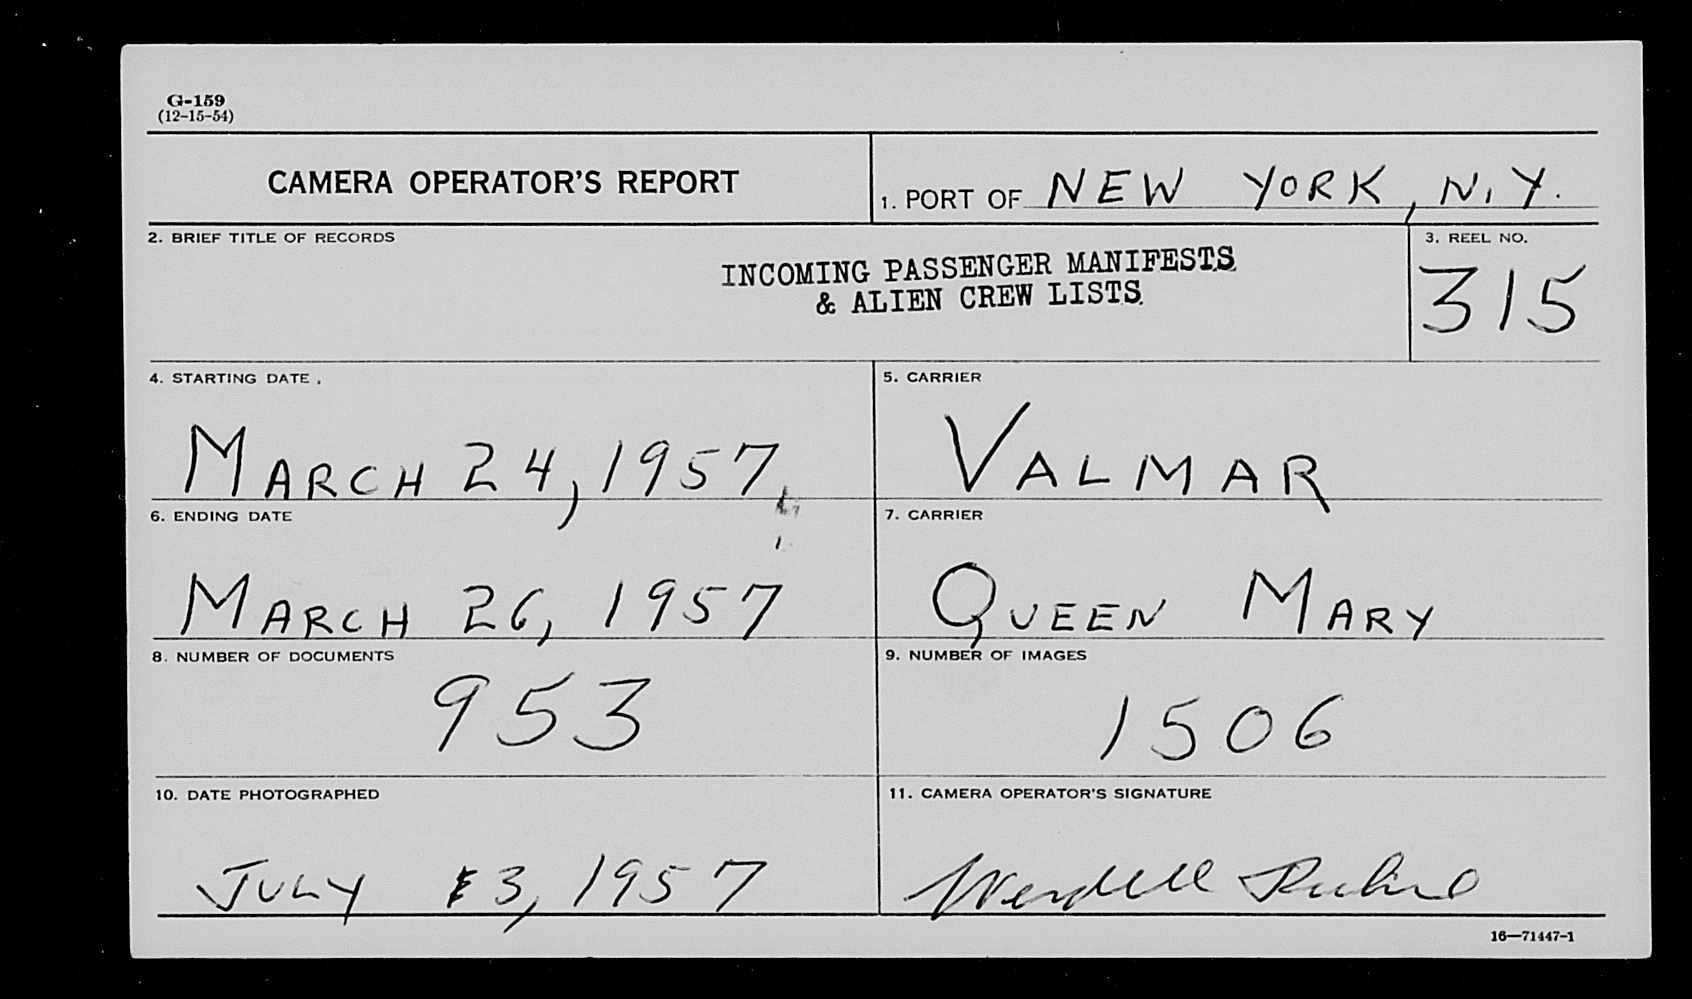 G-159
(12-15-54)
CAMERA OPERATOR'S REPORT
1. PORT OF NEW YORK, N.Y.
2. BRIEF TITLE OF RECORDS
INCOMING PASSENGER MANIFESTS
& ALIEN CREW LISTS
3. REEL NO.
315
4. STARTING DATE
MARCH 24, 1957
5. CARRIER
VALMAR
6. ENDING DATE
MARCH 26, 1957
7. CARRIER
QUEEN MARY
8. NUMBER OF DOCUMENTS
953
9. NUMBER OF IMAGES
1506
10. DATE PHOTOGRAPHED
JULY 3, 1957
11. CAMERA OPERATOR'S SIGNATURE
Wendell
16—71447-1